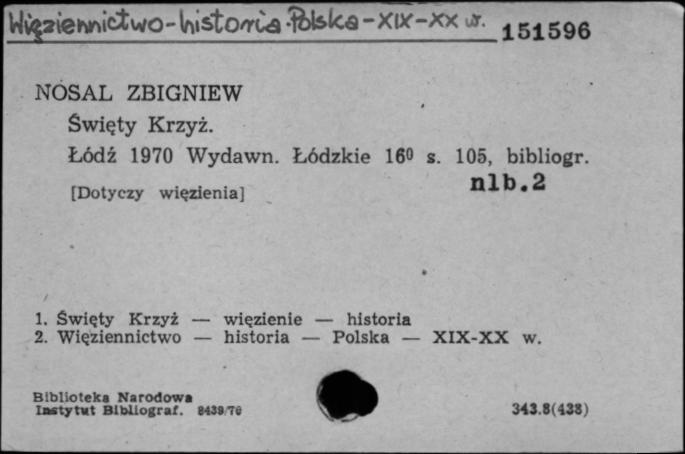 Więziennictwo-historia-Polska-XIX-XX w.
151596
NOSAL ZBIGNIEW
Święty Krzyż.
Łódź 1970 Wydawn. Łódzkie 16⁰ s. 105, bibliogr.
nlb.2
[Dotyczy więzienia]
1. Święty Krzyż — więzienie — historia
2. Więziennictwo — historia — Polska — XIX-XX w.
Biblioteka Narodowa
Instytut Bibliograf. 8439/70
343.8(438)